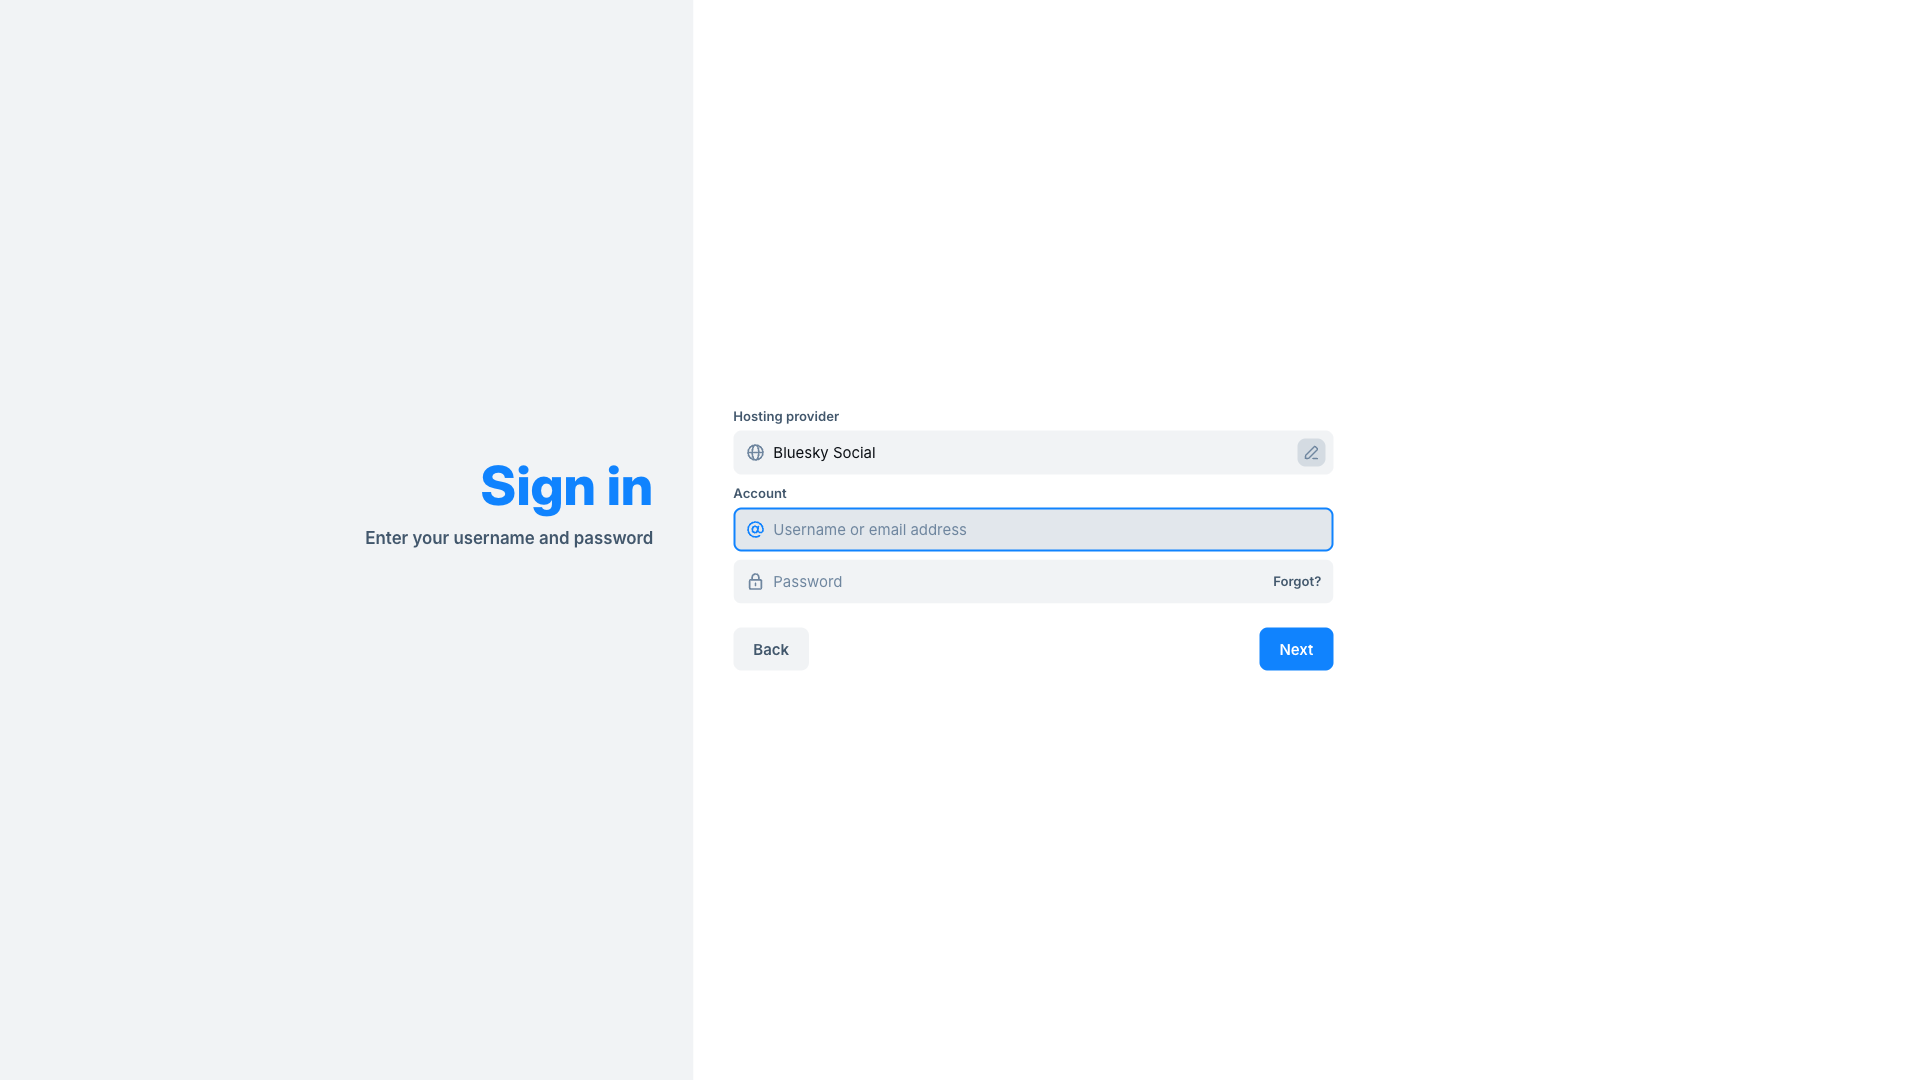 Sign in
Enter your username and password
Hosting provider
Bluesky Social
Account
Username or email address
Password
Forgot?
Back
Next